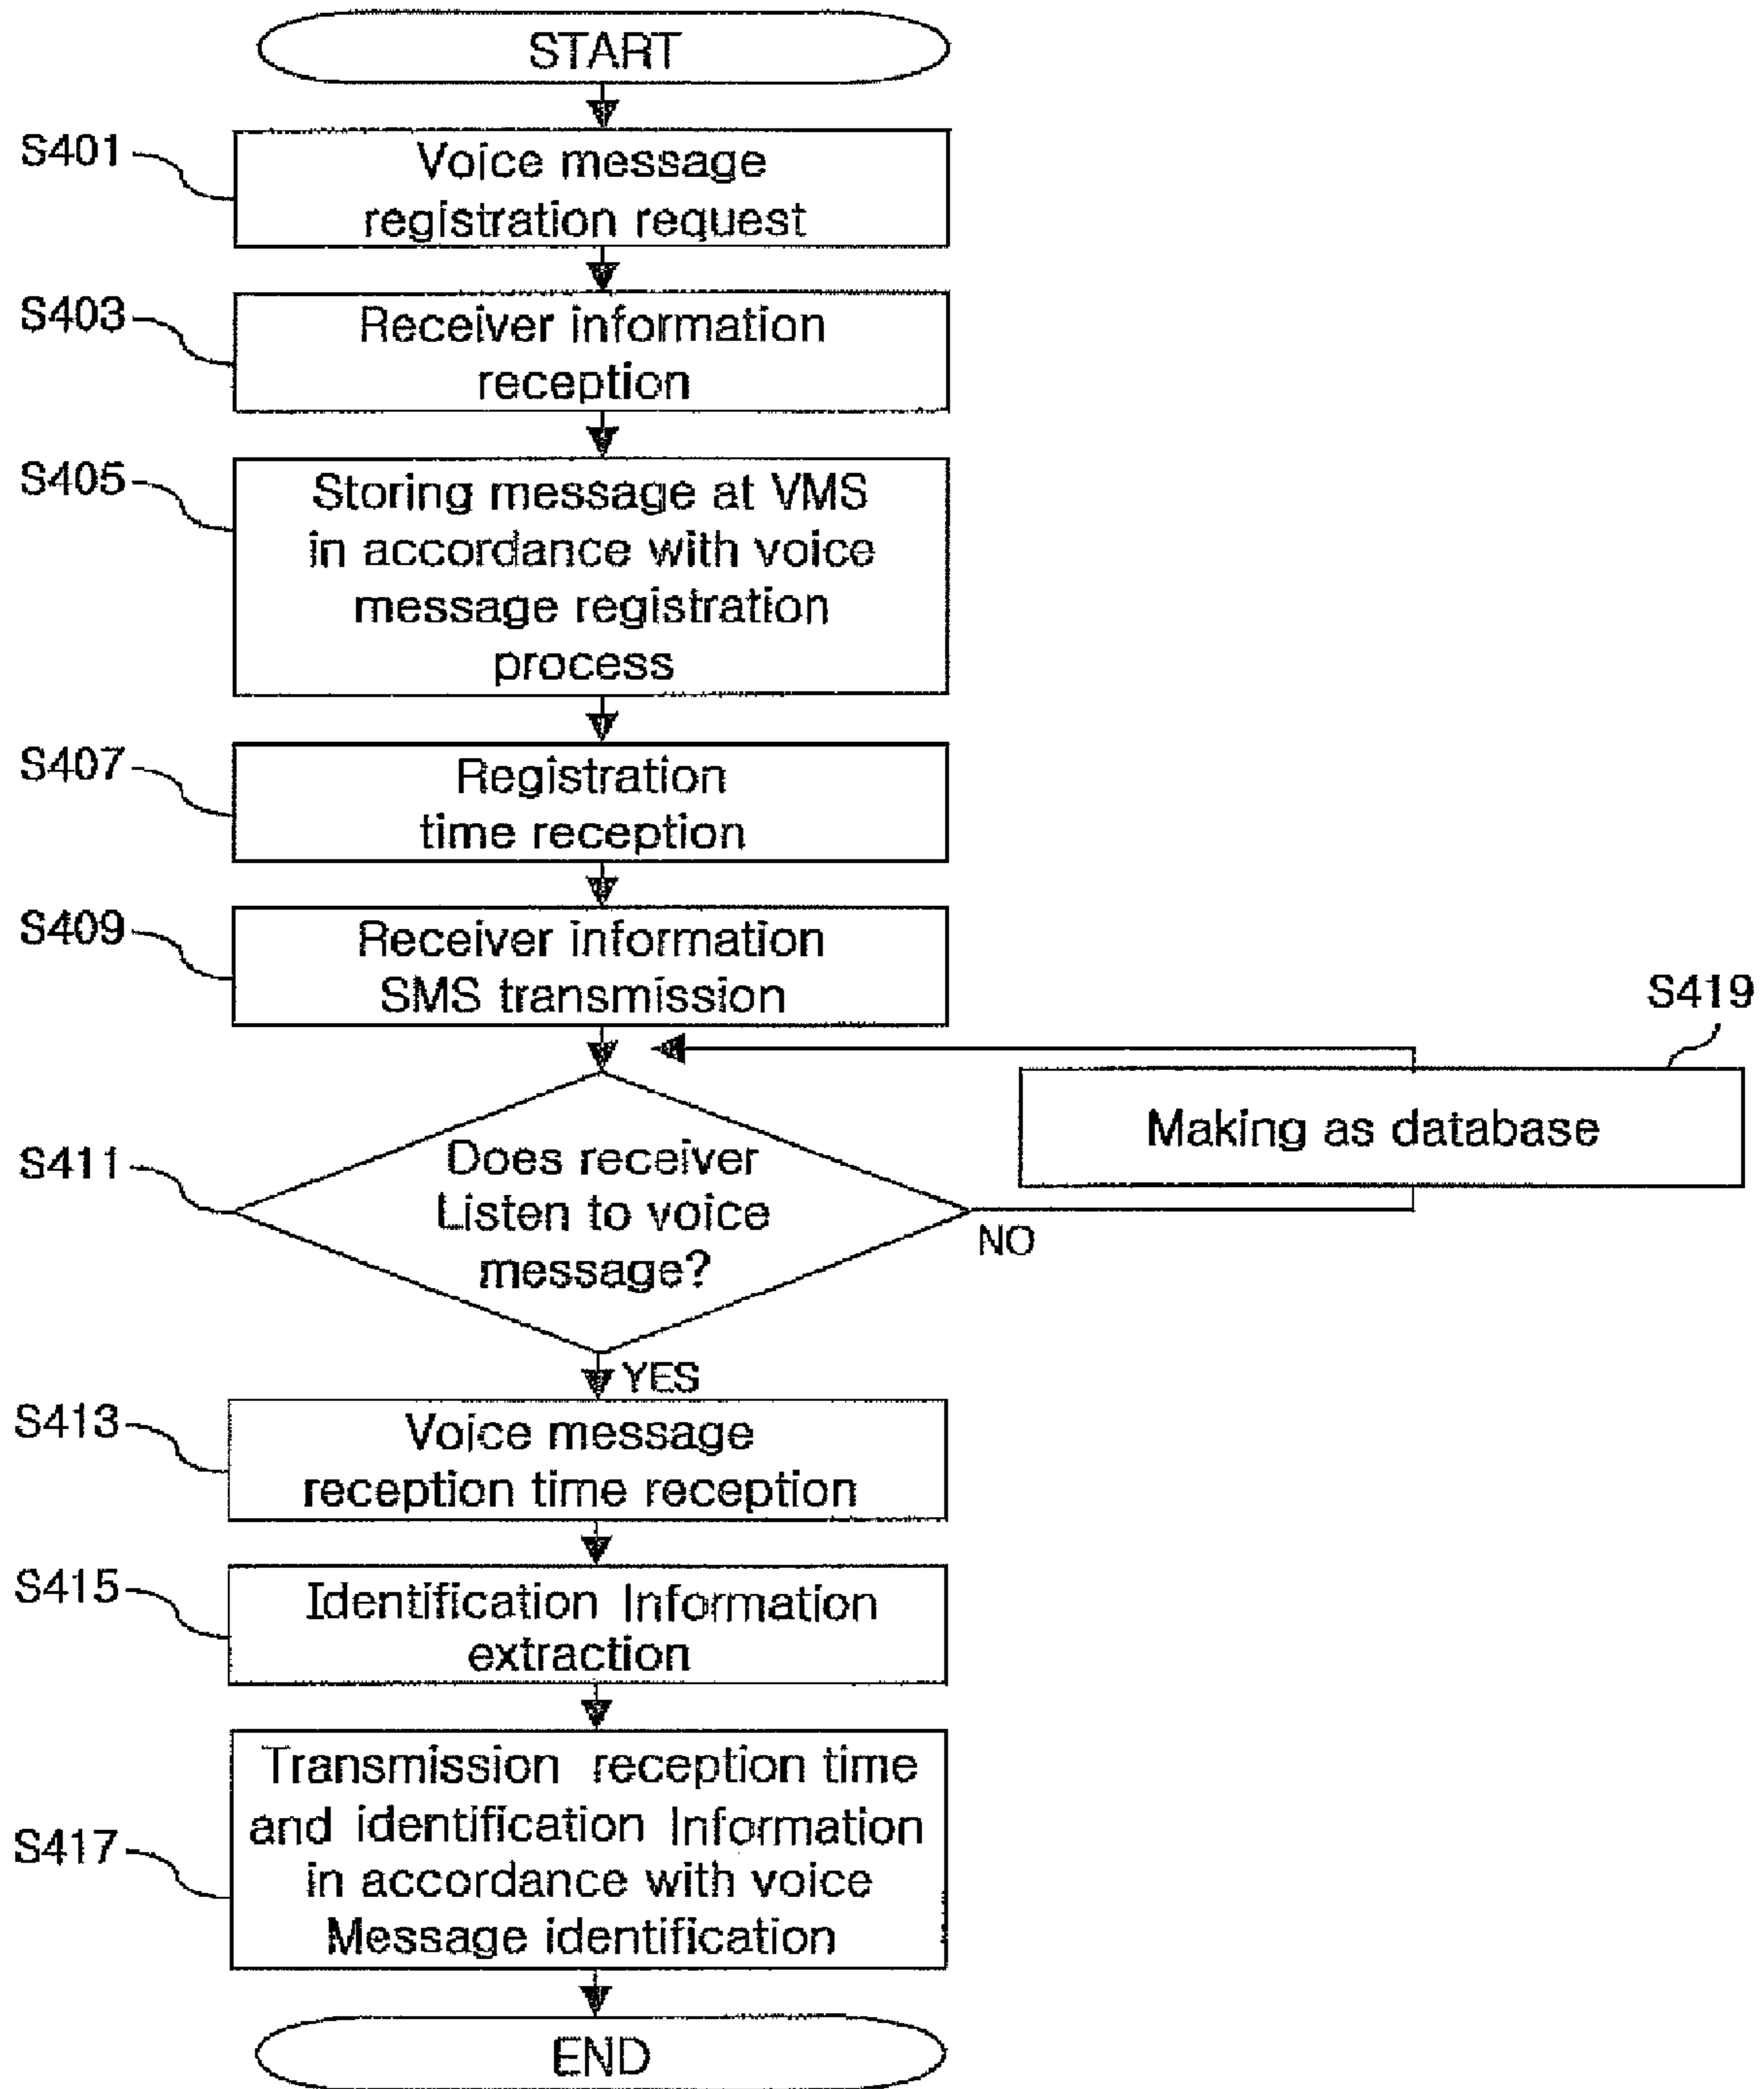 START
S401
Voice message
registration request
S403
Receiver information
reception
S405
Storing message at VMS
in accordance with voice
message registration
process
S407
Registration
time reception
S409
Receiver information
SMS transmission
S419
Making as database
S411
Does receiver
Listen to voice
message?
NO
YES
S413
Voice message
reception time reception
S415
Identification Information
extraction
S417
Transmission reception time
and identification Information
in accordance with voice
Message identification
END